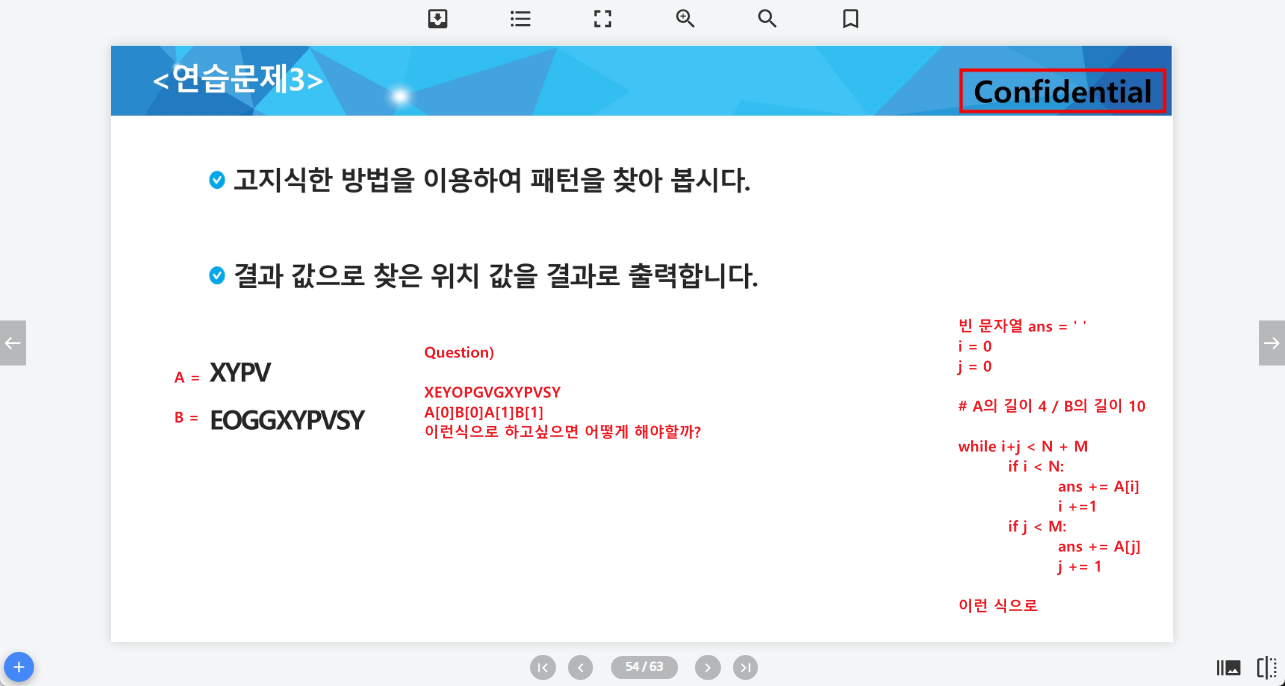 <연습문제3>
Confidential
고지식한 방법을 이용하여 패턴을 찾아 봅시다.
결과 값으로 찾은 위치 값을 결과로 출력합니다.
A = XYPV
B = EOGGXYPVSY
Question)
XEYOPGVGXYPVSY
A[0]B[0]A[1]B[1]
이런식으로 하고싶으면 어떻게 해야할까?
빈 문자열 ans = ' '
i = 0
j = 0
# A의 길이 4 / B의 길이 10
while i+j < N + M
if i < N:
ans += A[i]
i +=1
if j < M:
ans += A[j]
j += 1
이런 식으로
54 / 63